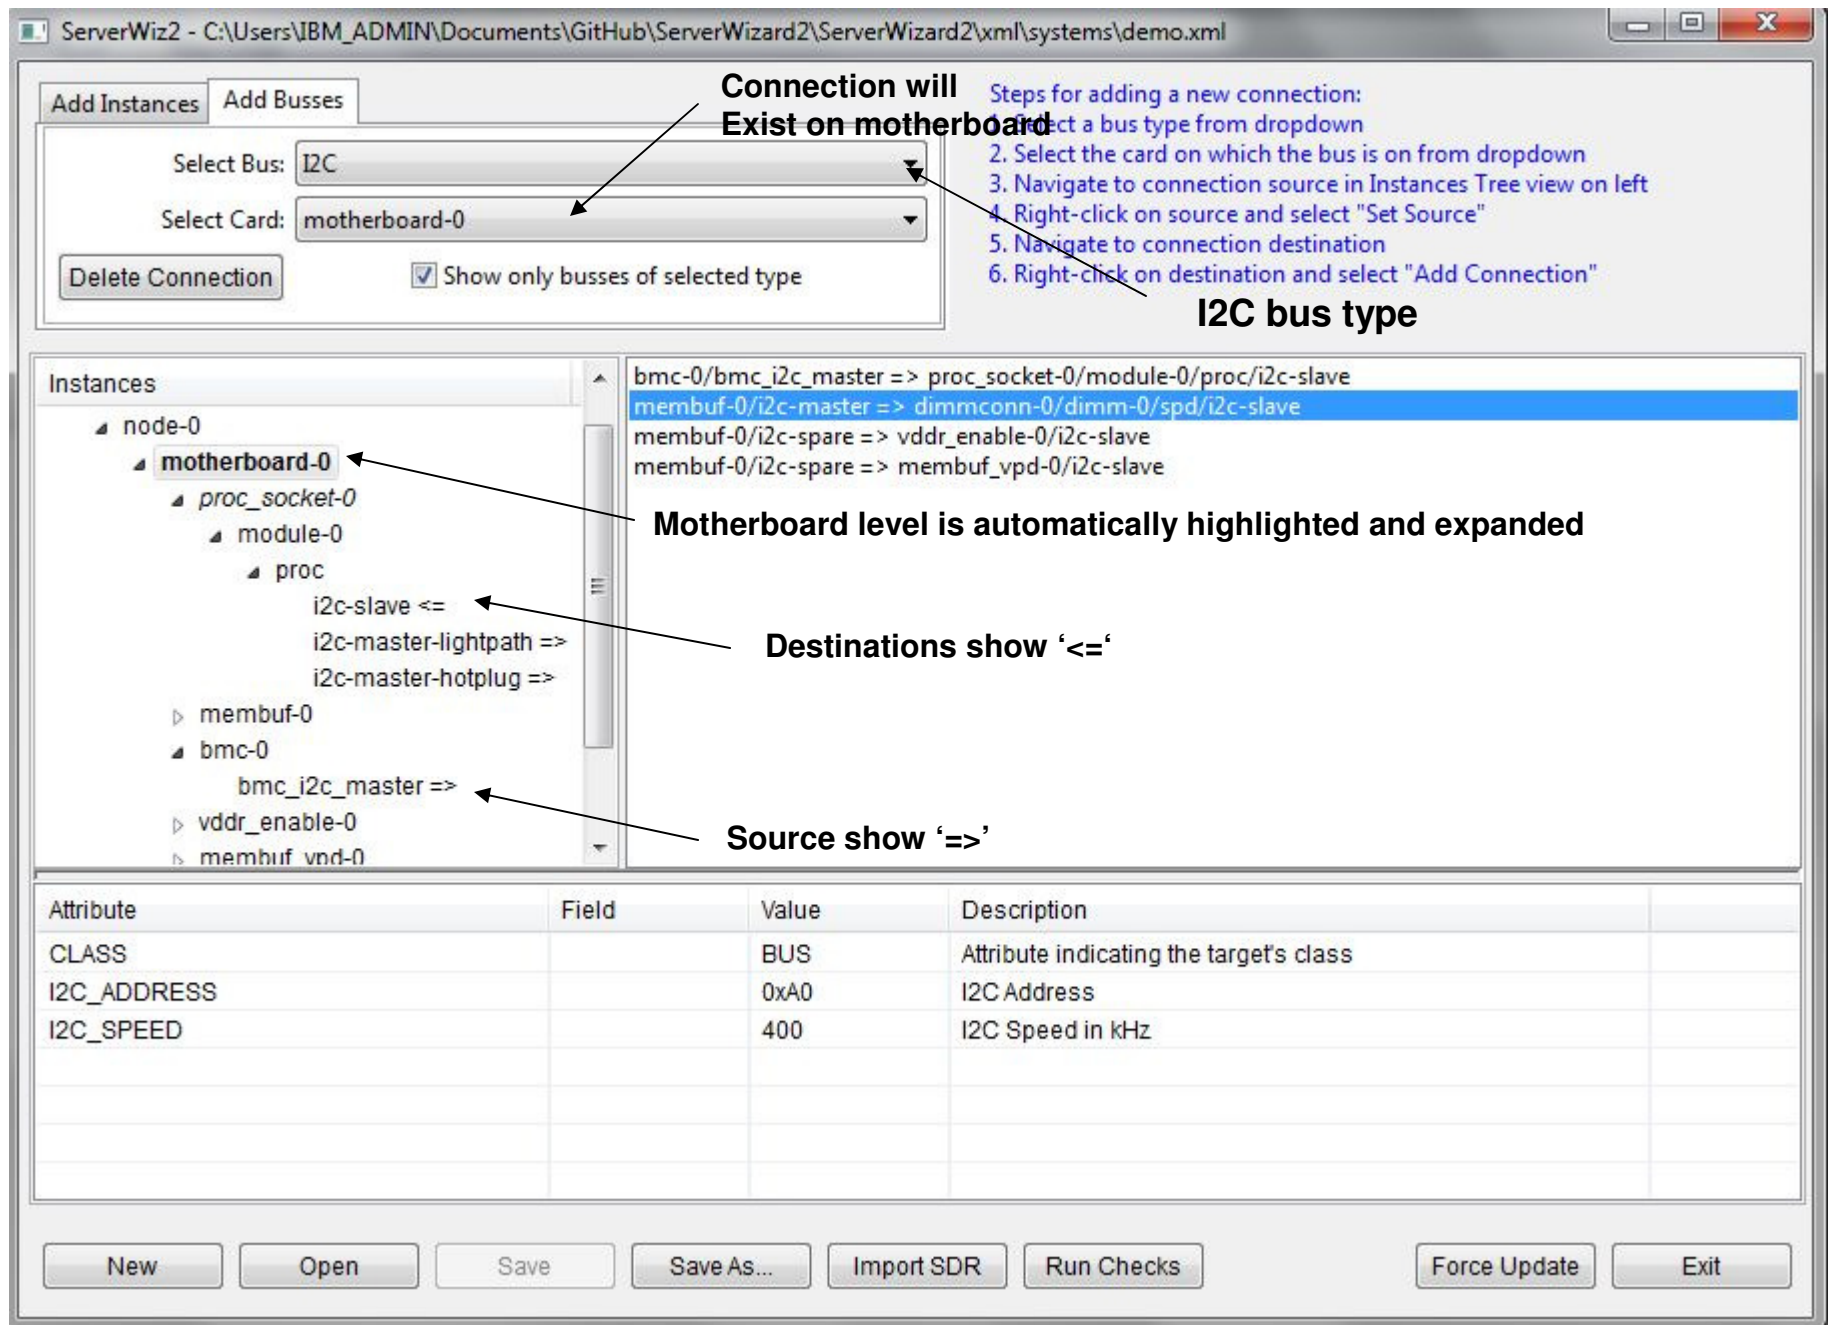 ServerWiz2 - C:\Users\IBM_ADMIN\Documents\GitHub\ServerWizard2\ServerWizard2\xml\systems\demo.xml
Add Instances
Add Busses
Connection will
Exist on motherboard
Steps for adding a new connection:
1. Select a bus type from dropdown
2. Select the card on which the bus is on from dropdown
3. Navigate to connection source in Instances Tree view on left
4. Right-click on source and select "Set Source"
5. Navigate to connection destination
6. Right-click on destination and select "Add Connection"
Select Bus: I2C
Select Card: motherboard-0
Delete Connection
Show only busses of selected type
I2C bus type
Instances
node-0
motherboard-0
proc_socket-0
module-0
proc
i2c-slave <=
i2c-master-lightpath =>
i2c-master-hotplug =>
membuf-0
bmc-0
bmc_i2c_master =>
vddr_enable-0
membuf_vpd-0
bmc-0/bmc_i2c_master => proc_socket-0/module-0/proc/i2c-slave
membuf-0/i2c-master => dimmconn-0/dimm-0/spd/i2c-slave
membuf-0/i2c-spare => vddr_enable-0/i2c-slave
membuf-0/i2c-spare => membuf_vpd-0/i2c-slave
Motherboard level is automatically highlighted and expanded
Destinations show ‘<=‘
Source show ‘=>’
Attribute Field Value Description
CLASS BUS Attribute indicating the target's class
I2C_ADDRESS 0xA0 I2C Address
I2C_SPEED 400 I2C Speed in kHz
New
Open
Save
Save As...
Import SDR
Run Checks
Force Update
Exit